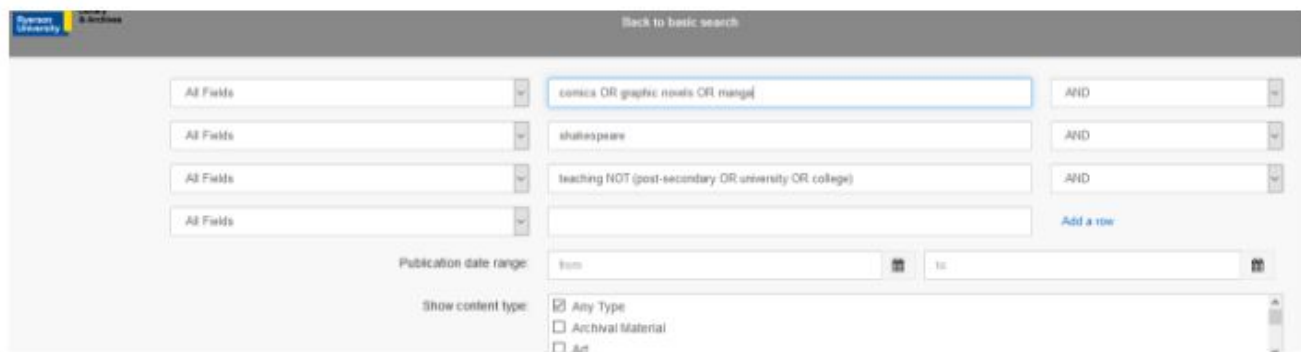 Ryerson University
& Archives
Back to basic search
All Fields comics OR graphic novels OR manga AND
All Fields shakespeare AND
All Fields teaching NOT (post-secondary OR university OR college) AND
All Fields Add a row
Publication date range: from to
Show content type: Any Type
Archival Material
Art